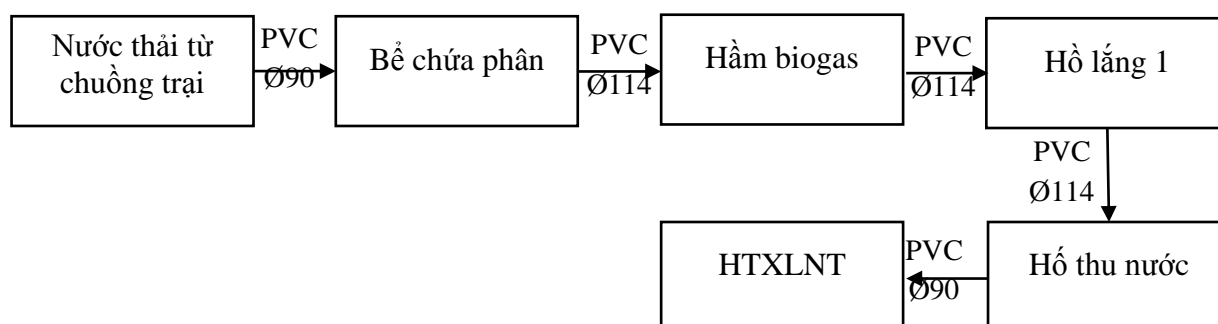 Nước thải từ
chuồng trại
PVC
Ø90
Bể chứa phân
PVC
Ø114
Hầm biogas
PVC
Ø114
Hồ lắng 1
PVC
Ø114
Hố thu nước
PVC
Ø90
HTXLNT